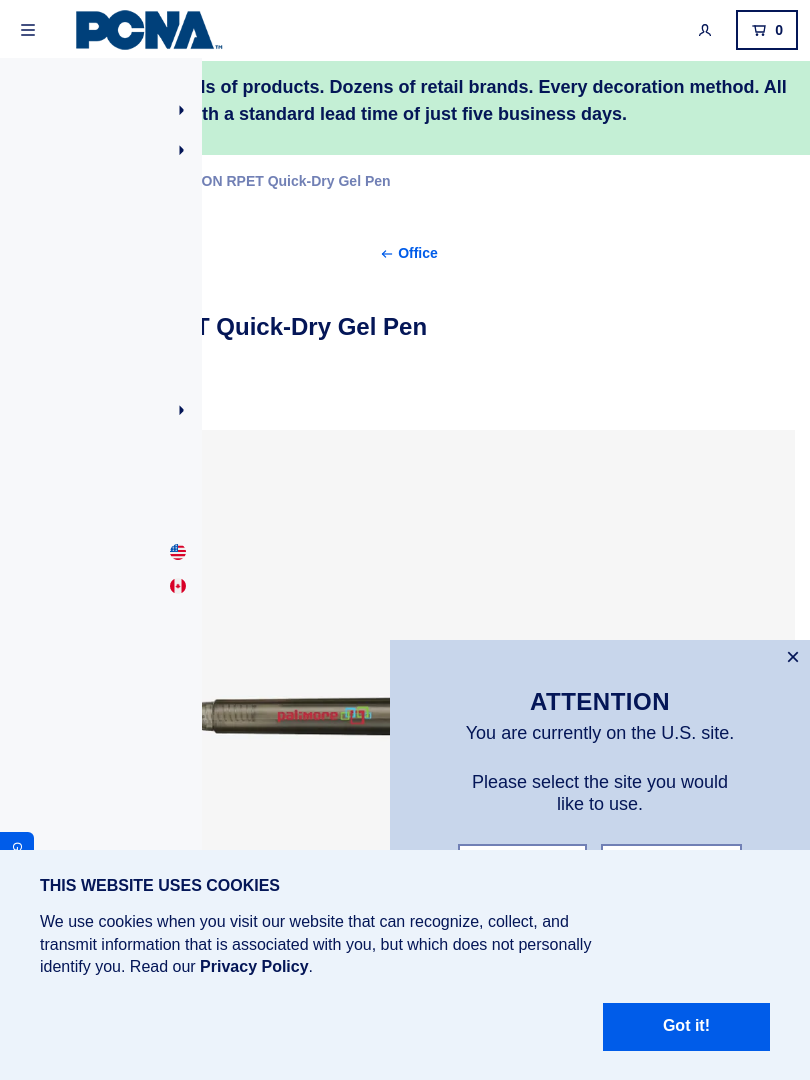 PCNA™
0
ls of products. Dozens of retail brands. Every decoration method. All
th a standard lead time of just five business days.
ON RPET Quick-Dry Gel Pen
← Office
T Quick-Dry Gel Pen
×
ATTENTION
You are currently on the U.S. site.
Please select the site you would
like to use.
THIS WEBSITE USES COOKIES
We use cookies when you visit our website that can recognize, collect, and
transmit information that is associated with you, but which does not personally
identify you. Read our Privacy Policy.
Got it!